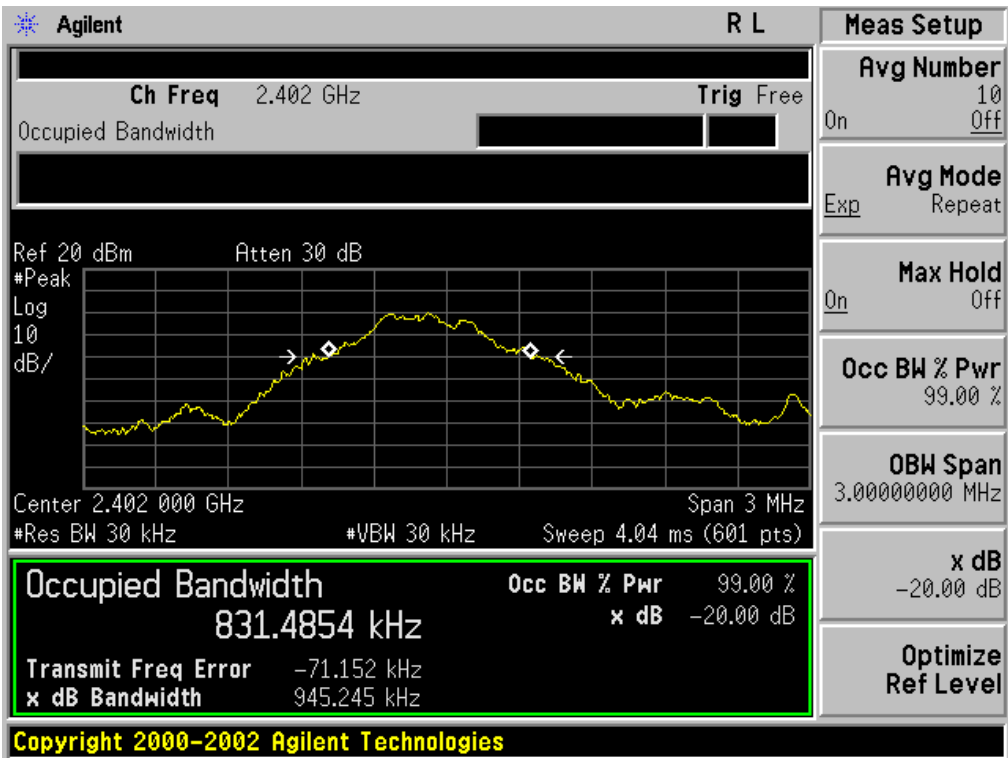 Agilent R L
Ch Freq 2.402 GHz Trig Free
Occupied Bandwidth
Ref 20 dBm Atten 30 dB
#Peak
Log
10
dB/
Center 2.402 000 GHz Span 3 MHz
#Res BW 30 kHz #VBW 30 kHz Sweep 4.04 ms (601 pts)
Occupied Bandwidth
831.4854 kHz
Occ BW % Pwr 99.00 %
x dB -20.00 dB
Transmit Freq Error -71.152 kHz
x dB Bandwidth 945.245 kHz
Copyright 2000-2002 Agilent Technologies
Meas Setup
Avg Number
10
On Off
Avg Mode
Exp Repeat
Max Hold
On Off
Occ BW % Pwr
99.00 %
OBW Span
3.00000000 MHz
x dB
-20.00 dB
Optimize
Ref Level